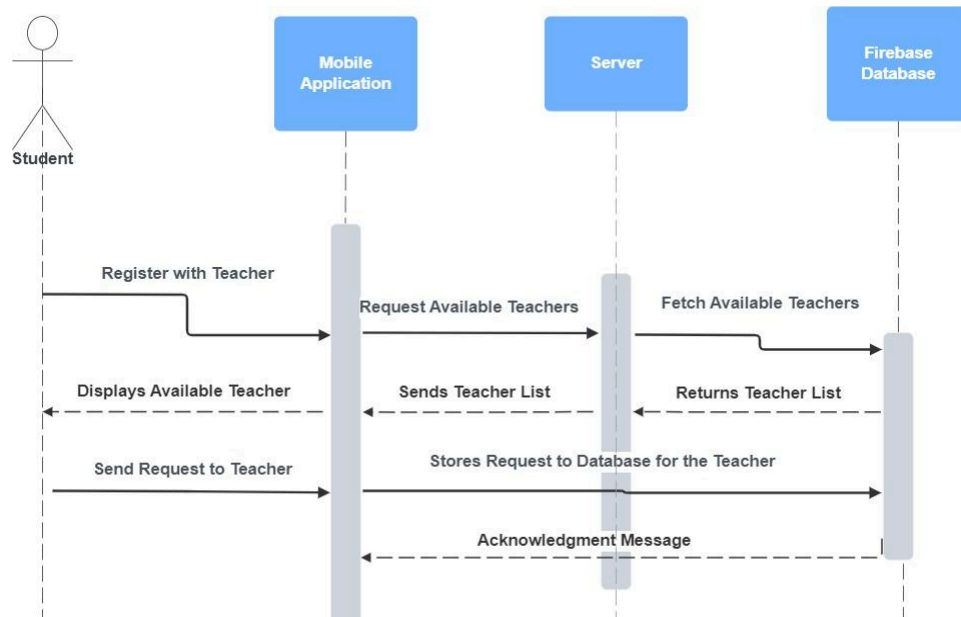 Mobile
Application
Server
Firebase
Database
Student
Register with Teacher
Request Available Teachers
Fetch Available Teachers
Displays Available Teacher
Sends Teacher List
Returns Teacher List
Send Request to Teacher
Stores Request to Database for the Teacher
Acknowledgment Message